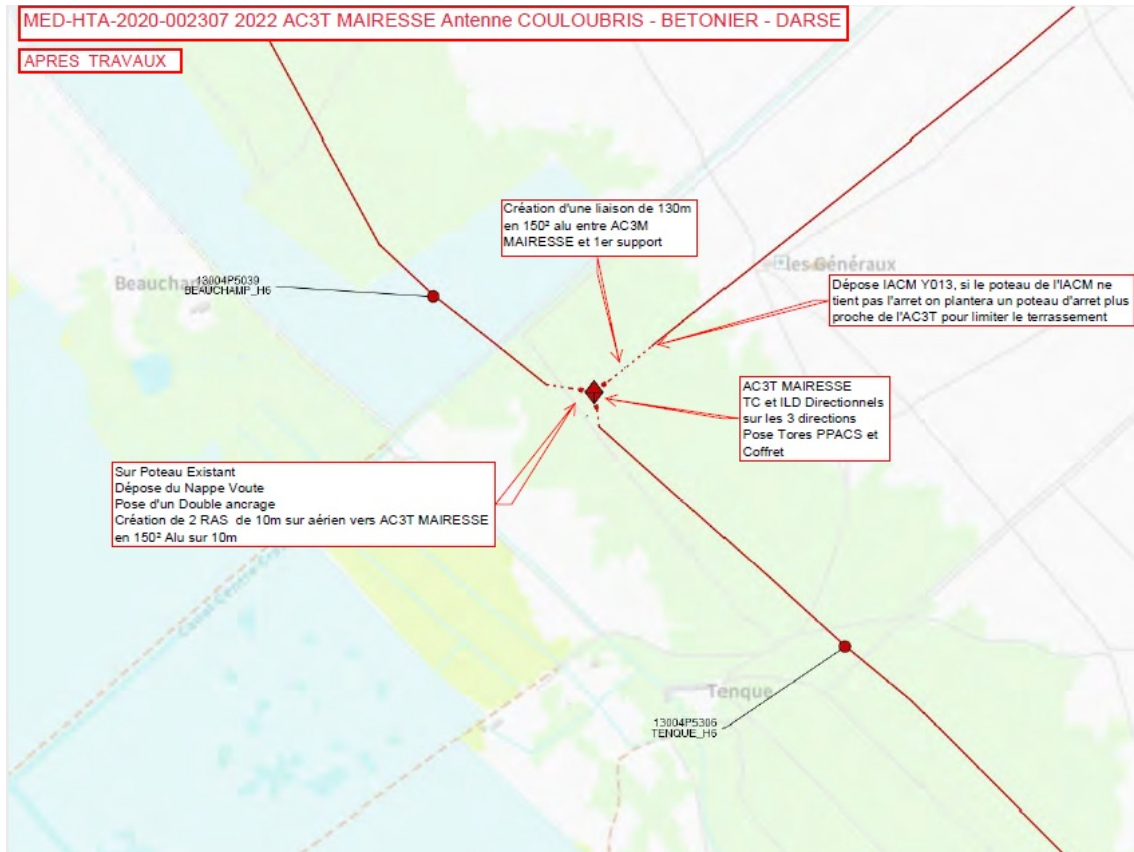 MED-HTA-2020-002307 2022 AC3T MAIRESSE Antenne COULOUBRIS - BETONIER - DARSE
APRES TRAVAUX
Création d'une liaison de 130m
en 150² alu entre AC3M
MAIRESSE et 1er support
les Généraux
Beauchamp
13004P5039
BEAUCHAMP_H6
Dépose IACM Y013, si le poteau de l'IACM ne
tient pas l'arret on plantera un poteau d'arret plus
proche de l'AC3T pour limiter le terrassement
AC3T MAIRESSE
TC et ILD Directionnels
sur les 3 directions
Pose Tores PPACS et
Coffret
Sur Poteau Existant
Dépose du Nappe Voute
Pose d'un Double ancrage
Création de 2 RAS de 10m sur aérien vers AC3T MAIRESSE
en 150² Alu sur 10m
Canal Centre Crau
Tenque
13004P5306
TENQUE_H6